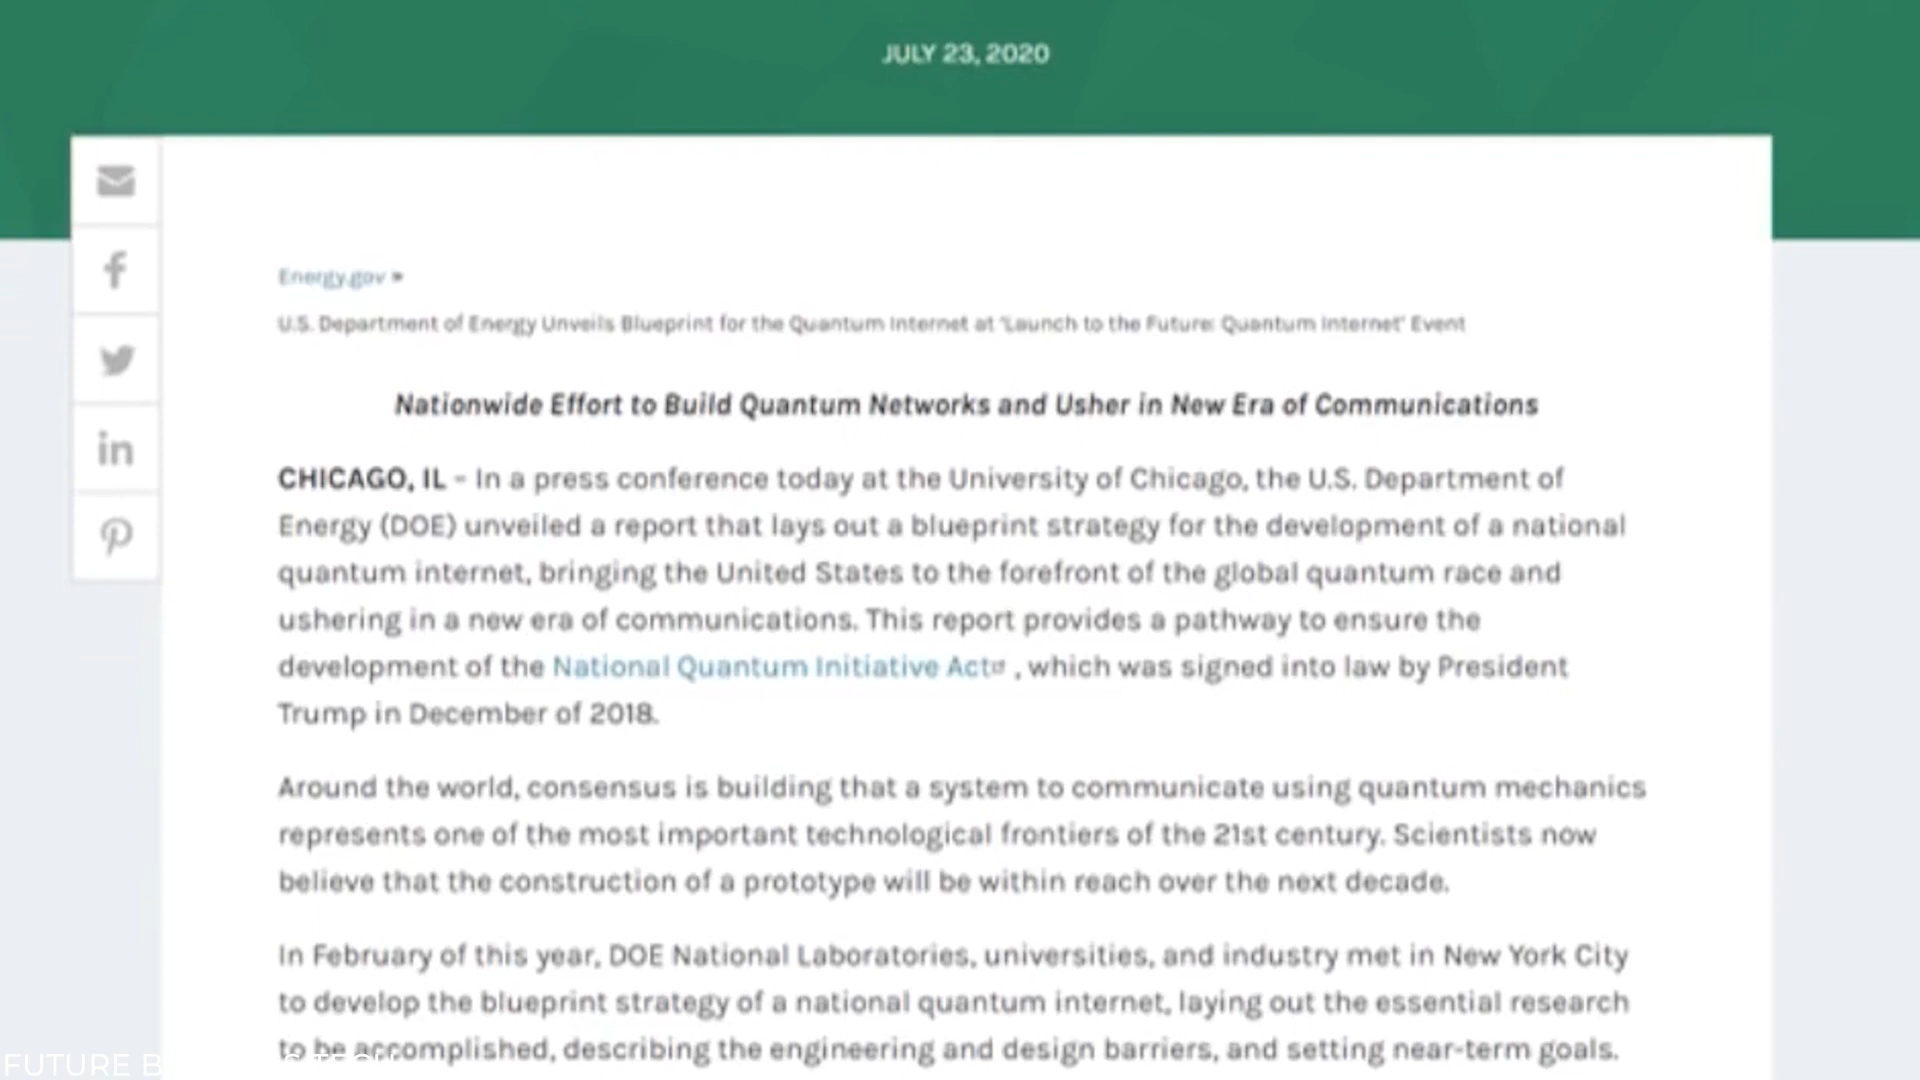 JULY 23, 2020
Energy.gov »
U.S. Department of Energy Unveils Blueprint for the Quantum Internet at 'Launch to the Future: Quantum Internet' Event
Nationwide Effort to Build Quantum Networks and Usher in New Era of Communications
CHICAGO, IL – In a press conference today at the University of Chicago, the U.S. Department of
Energy (DOE) unveiled a report that lays out a blueprint strategy for the development of a national
quantum internet, bringing the United States to the forefront of the global quantum race and
ushering in a new era of communications. This report provides a pathway to ensure the
development of the National Quantum Initiative Act , which was signed into law by President
Trump in December of 2018.
Around the world, consensus is building that a system to communicate using quantum mechanics
represents one of the most important technological frontiers of the 21st century. Scientists now
believe that the construction of a prototype will be within reach over the next decade.
In February of this year, DOE National Laboratories, universities, and industry met in New York City
to develop the blueprint strategy of a national quantum internet, laying out the essential research
to be accomplished, describing the engineering and design barriers, and setting near-term goals.
FUTURE